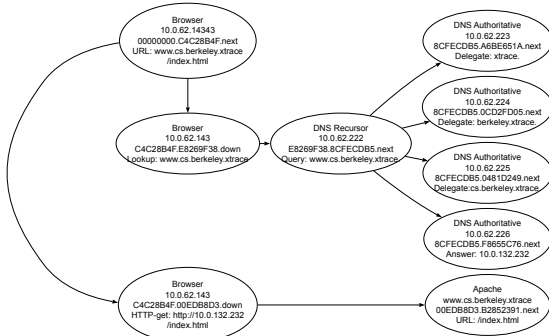 Browser
10.0.62.14343
00000000.C4C28B4F.next
URL: www.cs.berkeley.xtrace
/index.html
Browser
10.0.62.143
C4C28B4F.E8269F38.down
Lookup: www.cs.berkeley.xtrace
DNS Recursor
10.0.62.222
E8269F38.8CFECDB5.next
Query: www.cs.berkeley.xtrace
DNS Authoritative
10.0.62.223
8CFECDB5.A6BE651A.next
Delegate: xtrace.
DNS Authoritative
10.0.62.224
8CFECDB5.0CD2FD05.next
Delegate: berkeley.xtrace.
DNS Authoritative
10.0.62.225
8CFECDB5.0481D249.next
Delegate:cs.berkeley.xtrace.
DNS Authoritative
10.0.62.226
8CFECDB5.F8655C76.next
Answer: 10.0.132.232
Browser
10.0.62.143
C4C28B4F.00EDB8D3.down
HTTP-get: http://10.0.132.232
/index.html
Apache
www.cs.berkeley.xtrace
00EDB8D3.B2852391.next
URL: /index.html